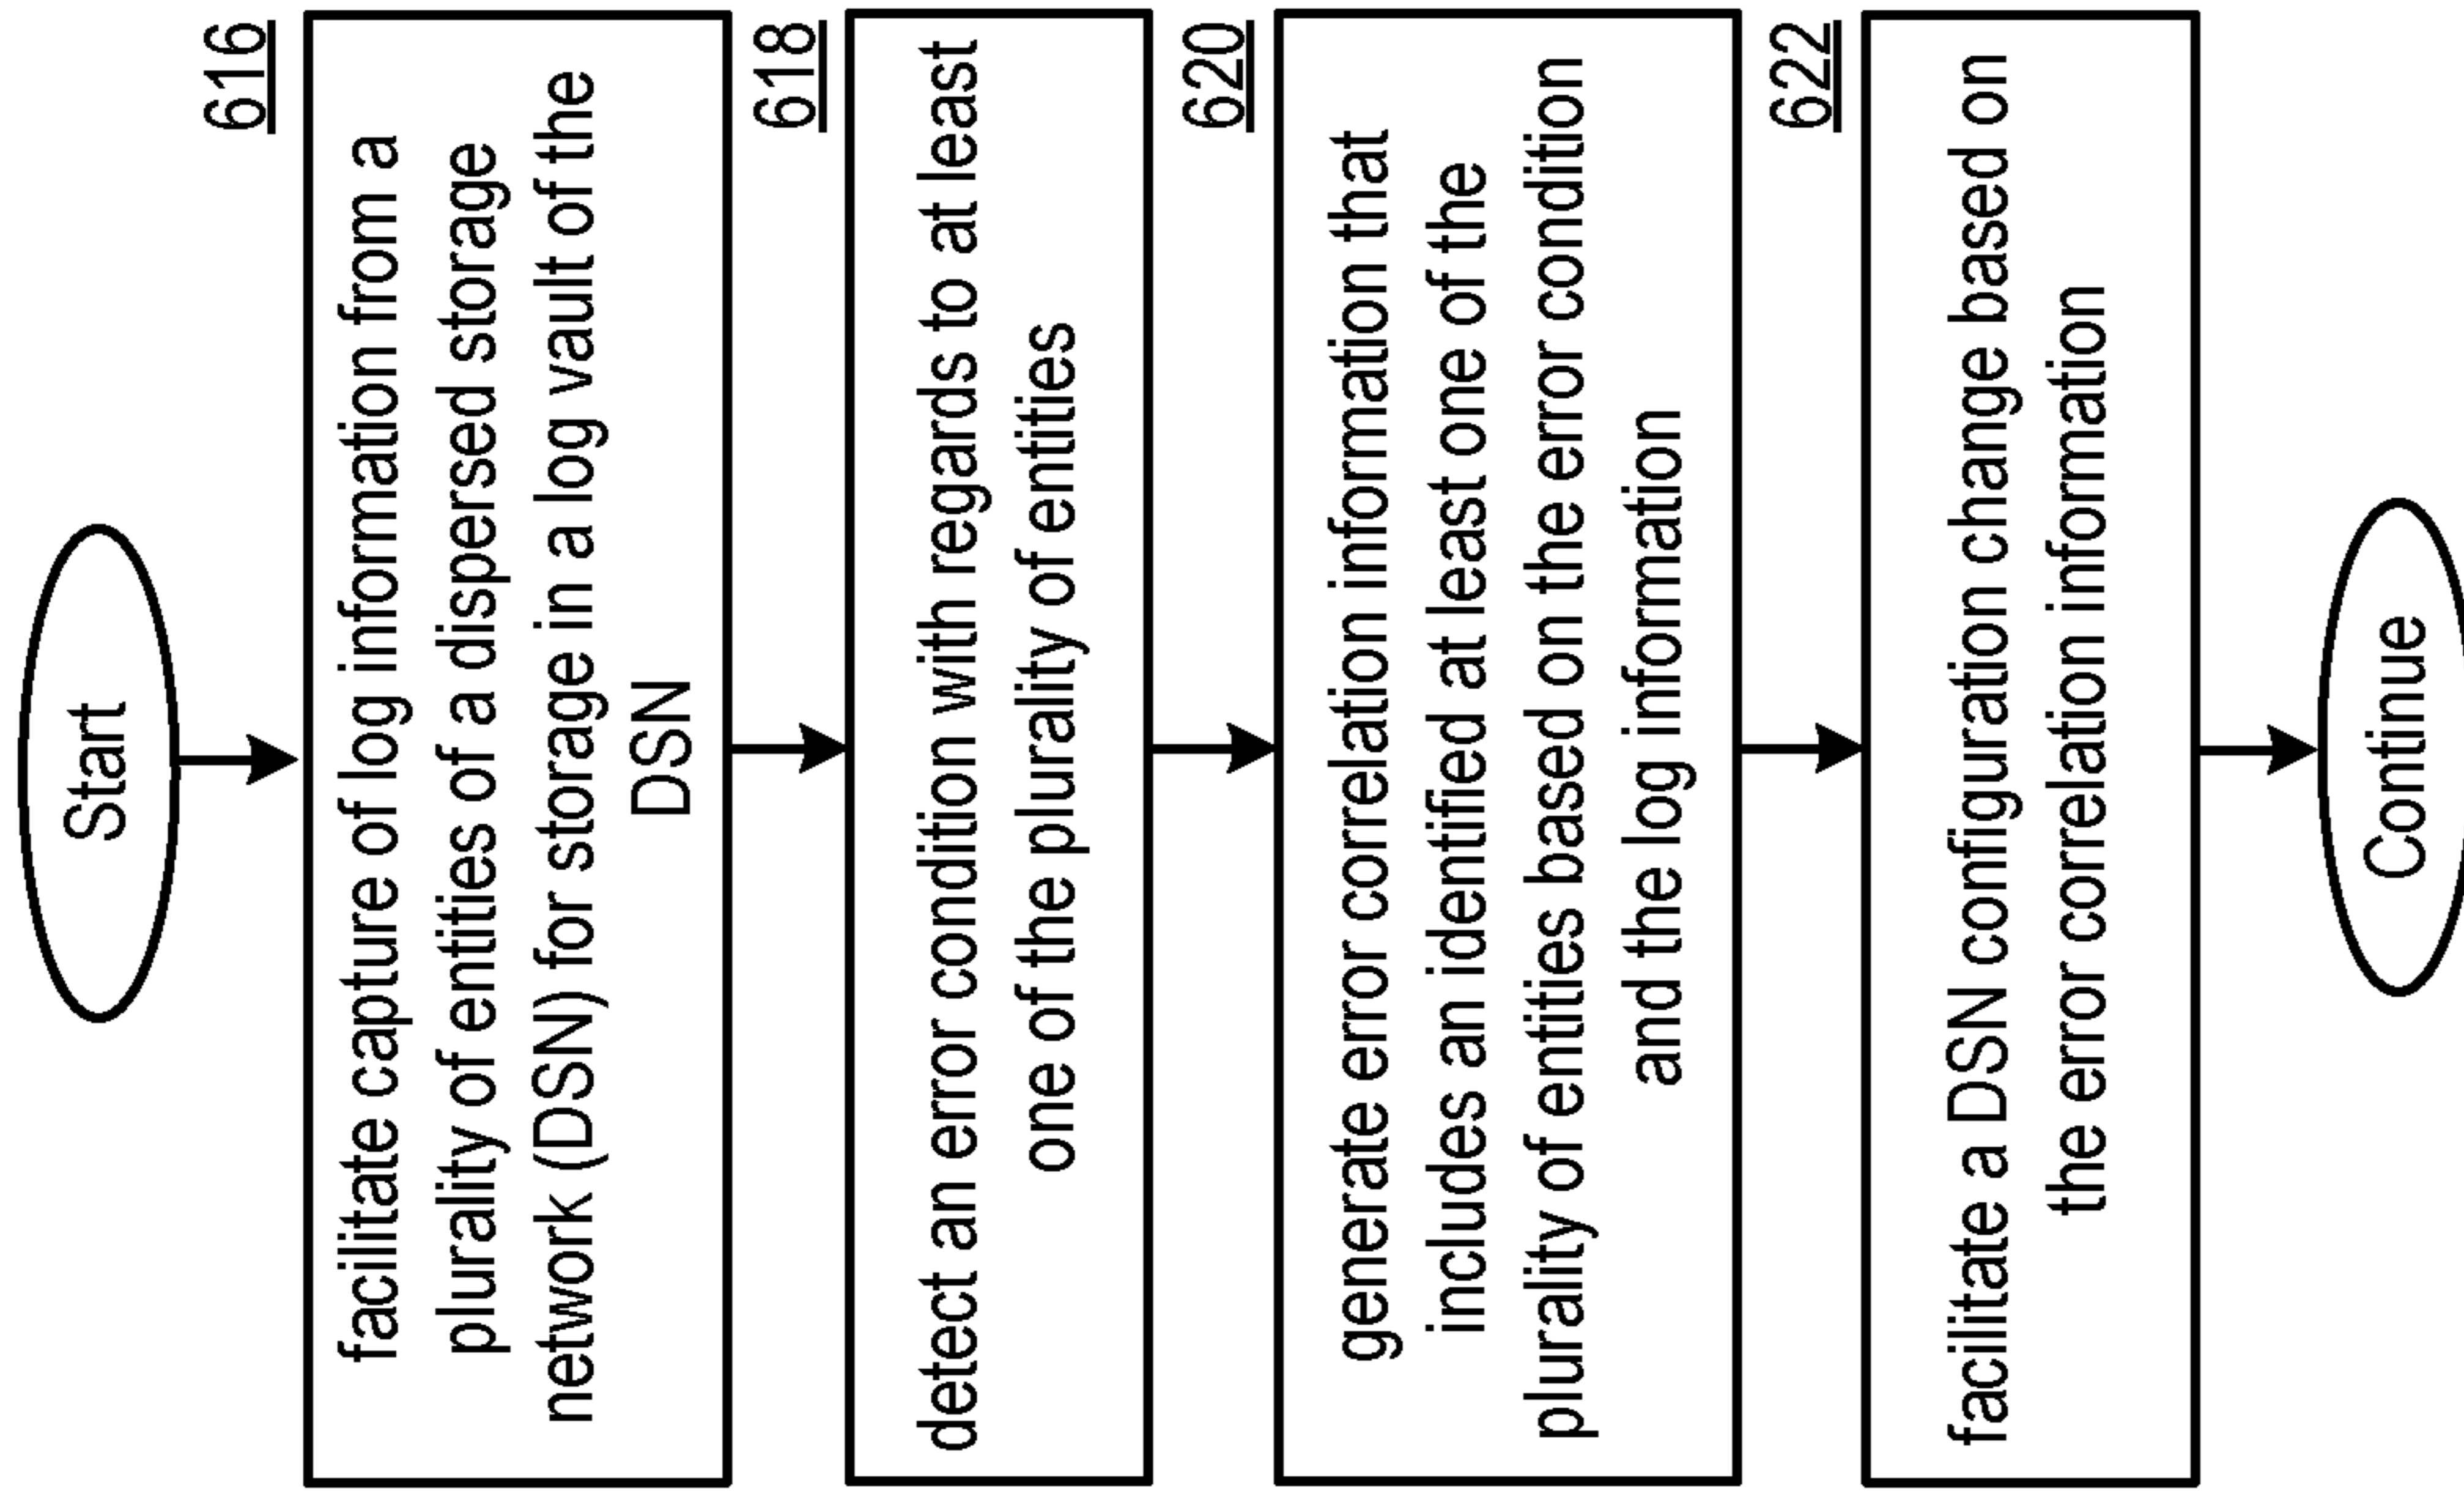 Start
616
facilitate capture of log information from a
plurality of entities of a dispersed storage
network (DSN) for storage in a log vault of the
DSN
618
detect an error condition with regards to at least
one of the plurality of entities
620
generate error correlation information that
includes an identified at least one of the
plurality of entities based on the error condition
and the log information
622
facilitate a DSN configuration change based on
the error correlation information
Continue